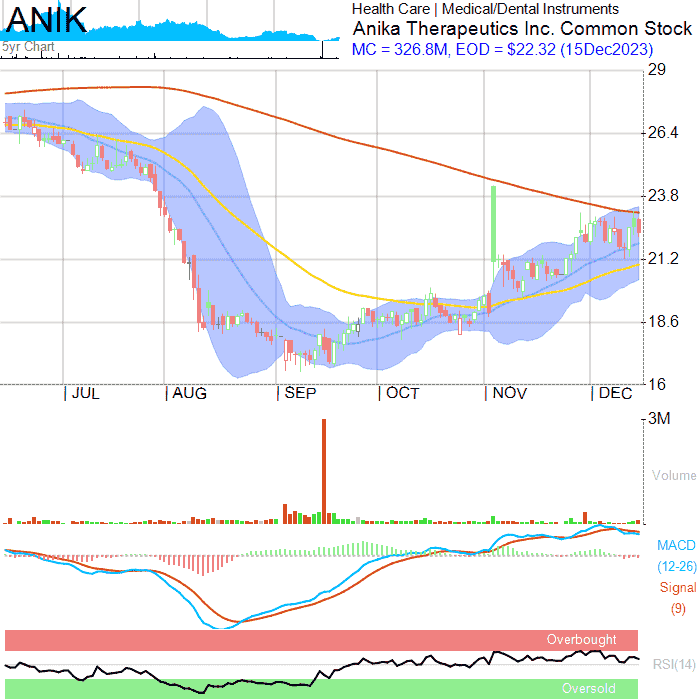 ANIK
5yr Chart
Health Care | Medical/Dental Instruments
Anika Therapeutics Inc. Common Stock
MC = 326.8M, EOD = $22.32 (15Dec2023)
29
26.4
23.8
21.2
18.6
16
| JUL | AUG | SEP | OCT | NOV | DEC
3M
Volume
MACD
(12-26)
Signal
(9)
Overbought
RSI(14)
Oversold